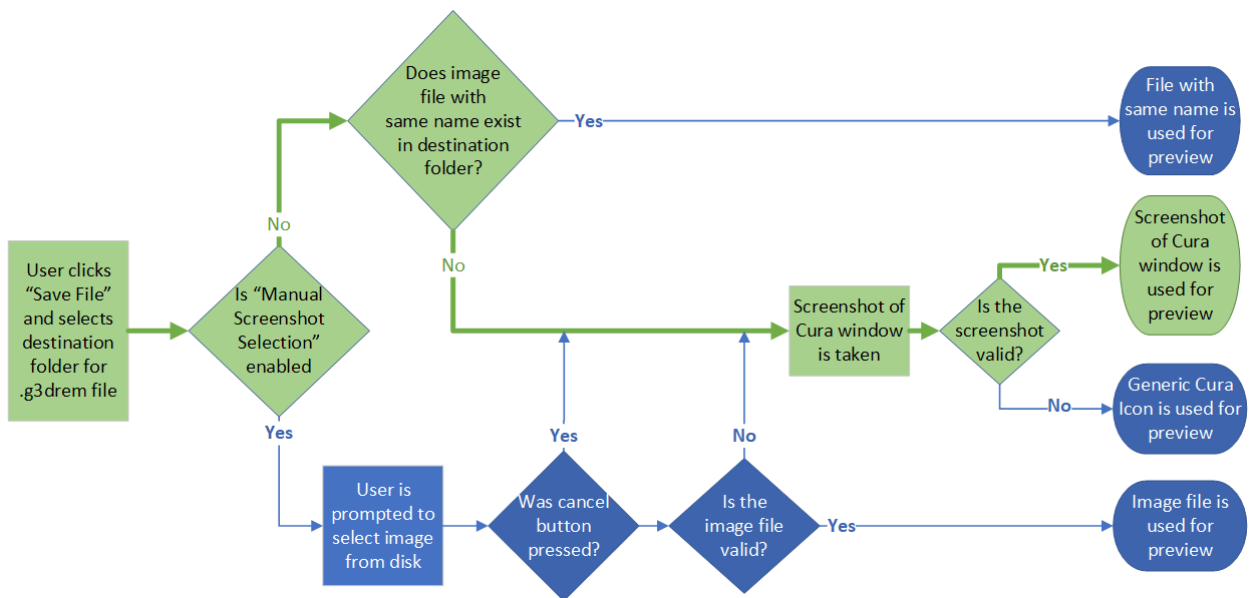 Does image
file with
same name exist
in destination
folder?
Yes
File with
same name is
used for
preview
No
User clicks
“Save File”
and selects
destination
folder for
.g3drem file
Is “Manual
Screenshot
Selection”
enabled
No
Screenshot of
Cura window
is taken
Is the
screenshot
valid?
Yes
Screenshot
of Cura
window is
used for
preview
No
Generic Cura
Icon is used for
preview
Yes
User is
prompted to
select image
from disk
Was cancel
button
pressed?
Yes
Is the
image file
valid?
No
Yes
Image file is
used for
preview